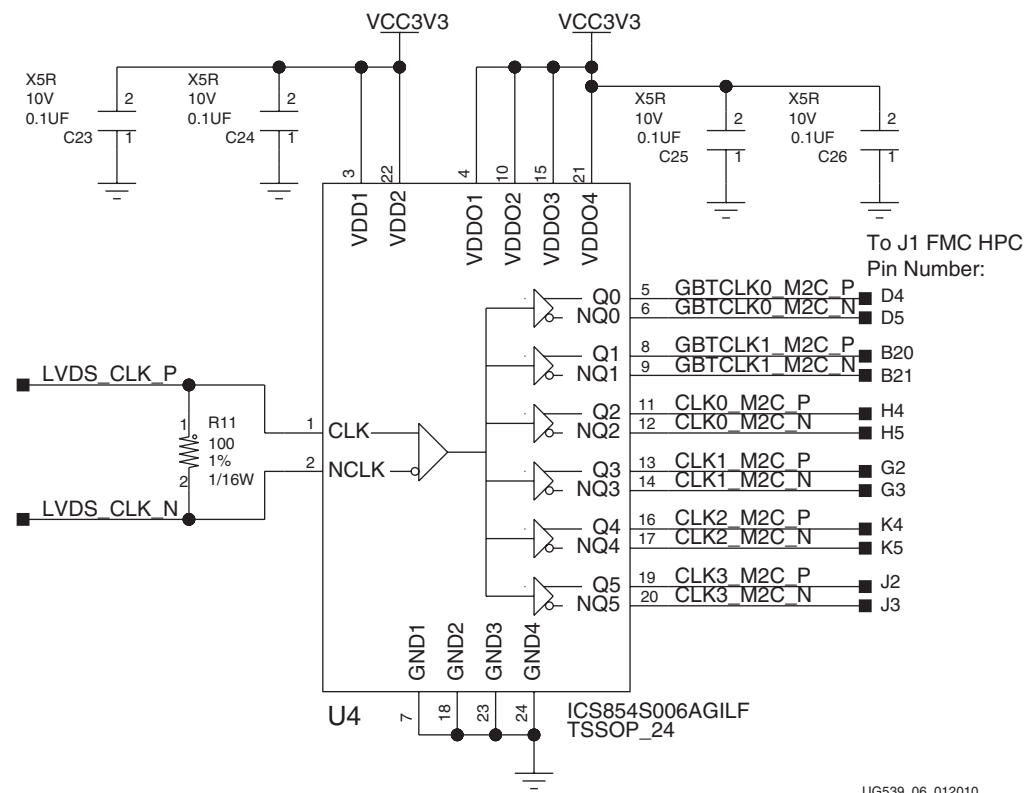 VCC3V3
VCC3V3
X5R
10V
0.1UF
C23
2
1
X5R
10V
0.1UF
C24
2
1
X5R
10V
0.1UF
C25
2
1
X5R
10V
0.1UF
C26
2
1
3
22
4
10
15
21
VDD1
VDD2
VDDO1
VDDO2
VDDO3
VDDO4
To J1 FMC HPC
Pin Number:
Q0 5 GBTCLK0_M2C_P D4
NQ0 6 GBTCLK0_M2C_N D5
Q1 8 GBTCLK1_M2C_P B20
NQ1 9 GBTCLK1_M2C_N B21
LVDS_CLK_P
1
R11
100
1%
1/16W
2
LVDS_CLK_N
1 CLK
2 NCLK
Q2 11 CLK0_M2C_P H4
NQ2 12 CLK0_M2C_N H5
Q3 13 CLK1_M2C_P G2
NQ3 14 CLK1_M2C_N G3
Q4 16 CLK2_M2C_P K4
NQ4 17 CLK2_M2C_N K5
Q5 19 CLK3_M2C_P J2
NQ5 20 CLK3_M2C_N J3
GND1
GND2
GND3
GND4
U4
7
18
23
24
ICS854S006AGILF
TSSOP_24
UG539_06_012010